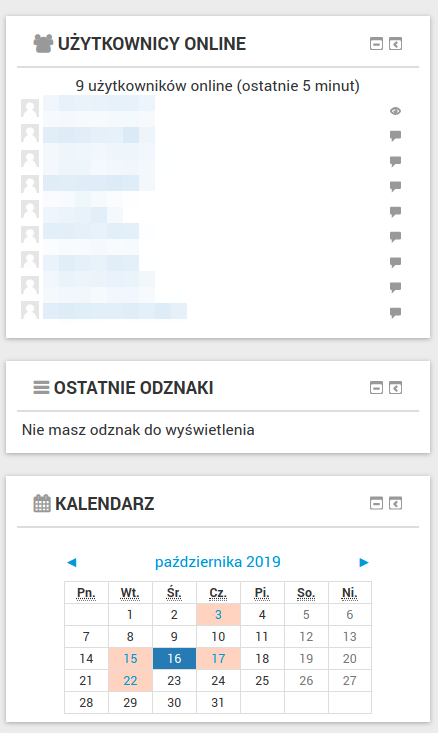 UŻYTKOWNICY ONLINE
9 użytkowników online (ostatnie 5 minut)
OSTATNIE ODZNAKI
Nie masz odznak do wyświetlenia
KALENDARZ
◄ października 2019 ►
Pn. Wt. Śr. Cz. Pi. So. Ni.
1 2 3 4 5 6
7 8 9 10 11 12 13
14 15 16 17 18 19 20
21 22 23 24 25 26 27
28 29 30 31